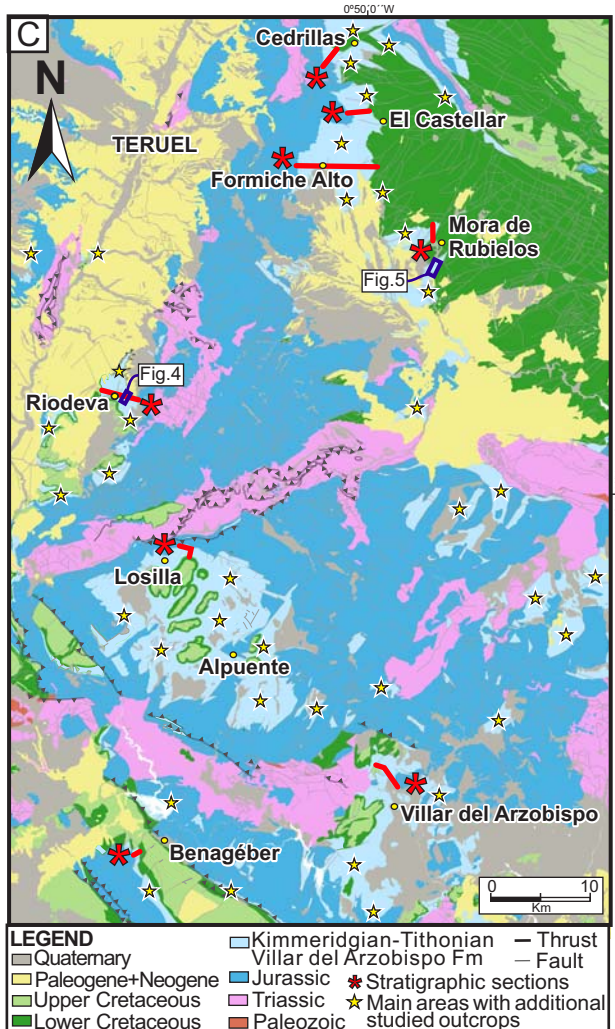 0°50,0´´W
C
N
Cedrillas
El Castellar
TERUEL
Formiche Alto
Mora de
Rubielos
Fig.5
Fig.4
Riodeva
Losilla
Alpuente
Villar del Arzobispo
Benagéber
0 10
Km
LEGEND
Quaternary
Paleogene+Neogene
Upper Cretaceous
Lower Cretaceous
Kimmeridgian-Tithonian
Villar del Arzobispo Fm
Jurassic
Triassic
Paleozoic
Thrust
Fault
Stratigraphic sections
Main areas with additional
studied outcrops